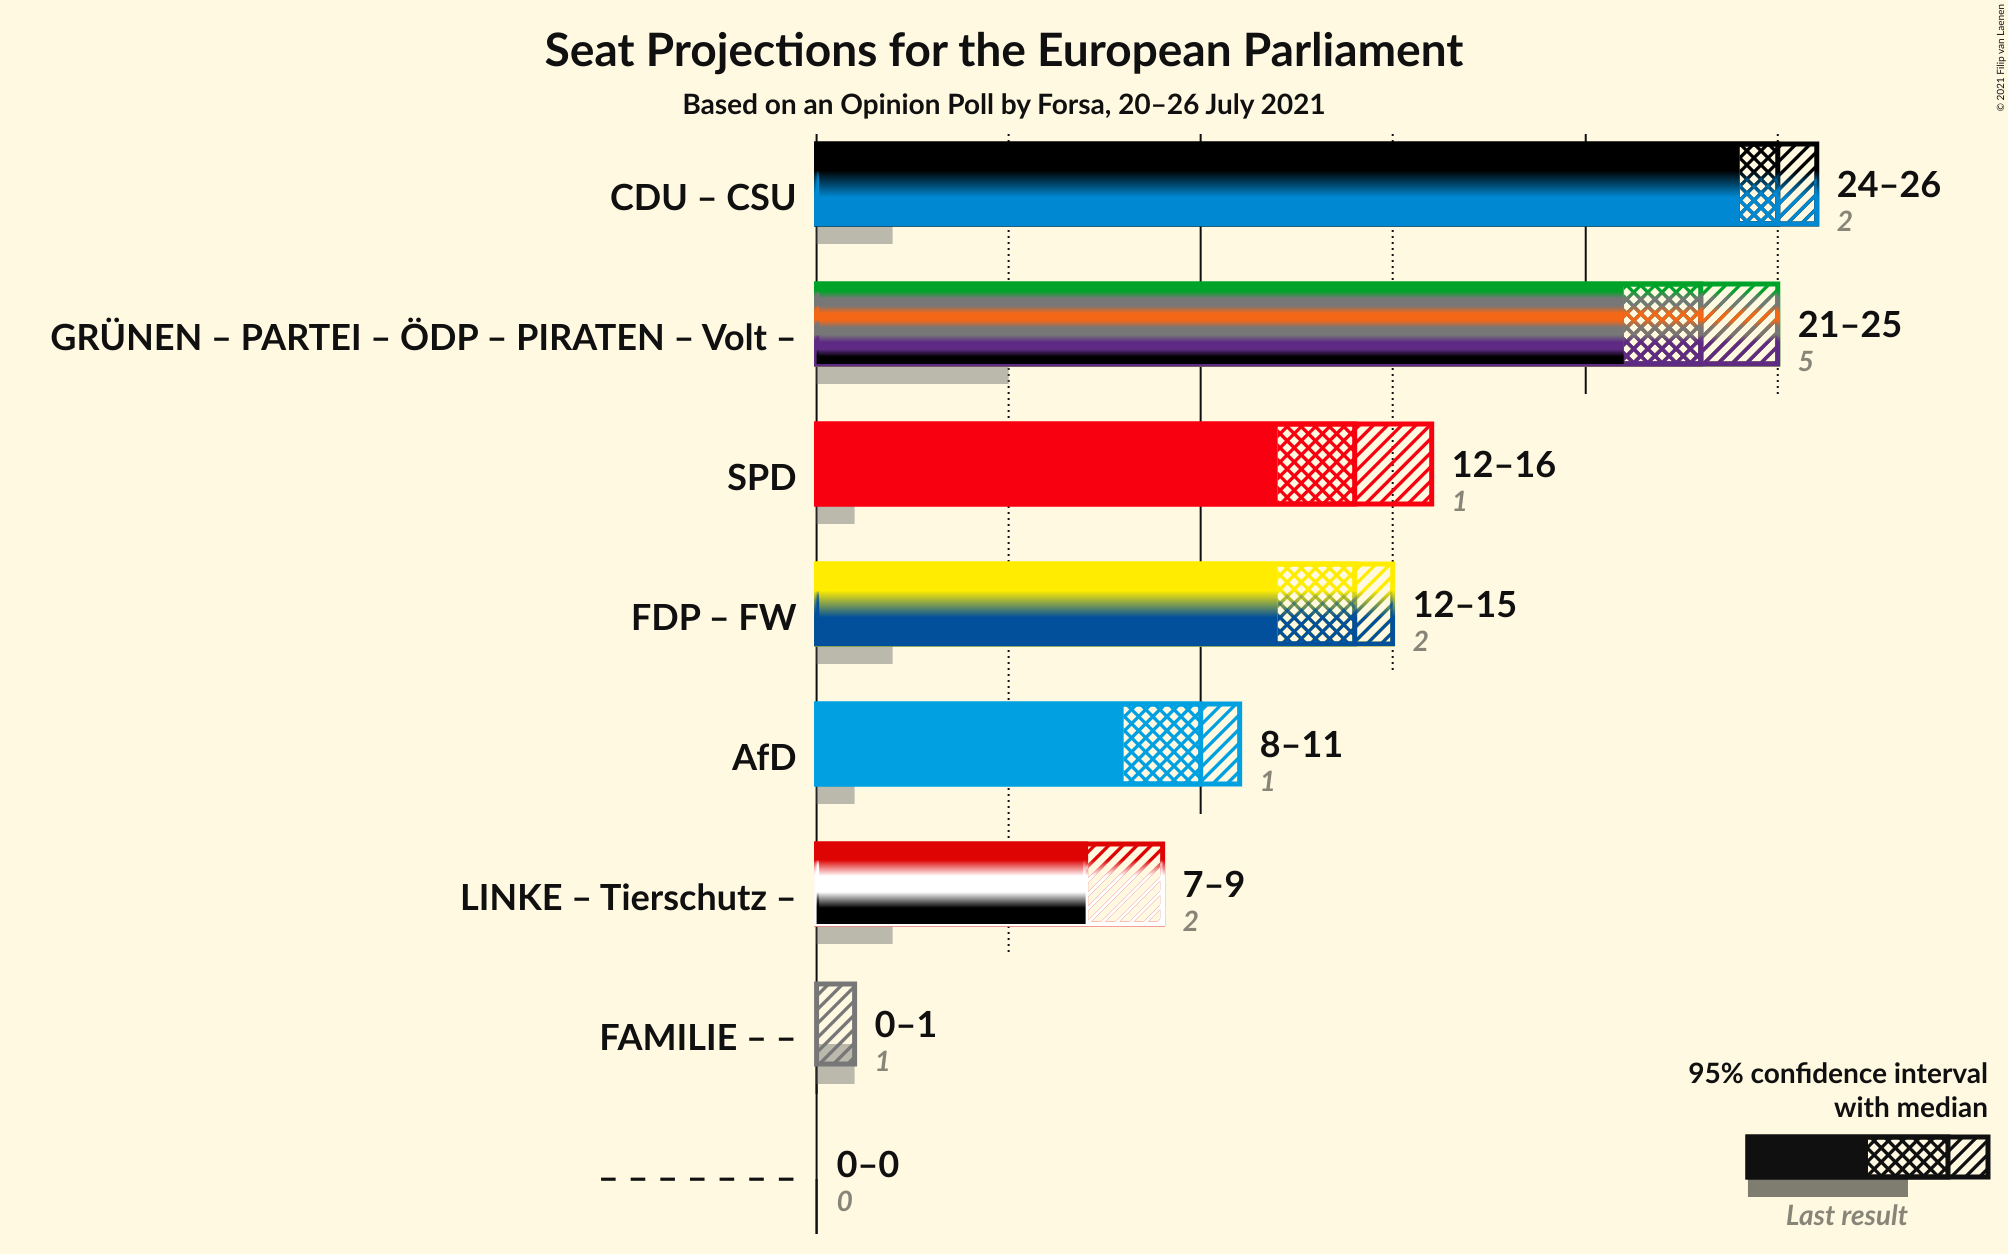 Seat Projections for the European Parliament
Based on an Opinion Poll by Forsa, 20–26 July 2021
© 2021 Filip van Laenen
CDU – CSU
24–26
2
GRÜNEN – PARTEI – ÖDP – PIRATEN – Volt –
21–25
5
SPD
12–16
1
FDP – FW
12–15
2
AfD
8–11
1
LINKE – Tierschutz –
7–9
2
FAMILIE – –
0–1
1
– – – – – – –
0–0
0
95% confidence interval
with median
Last result